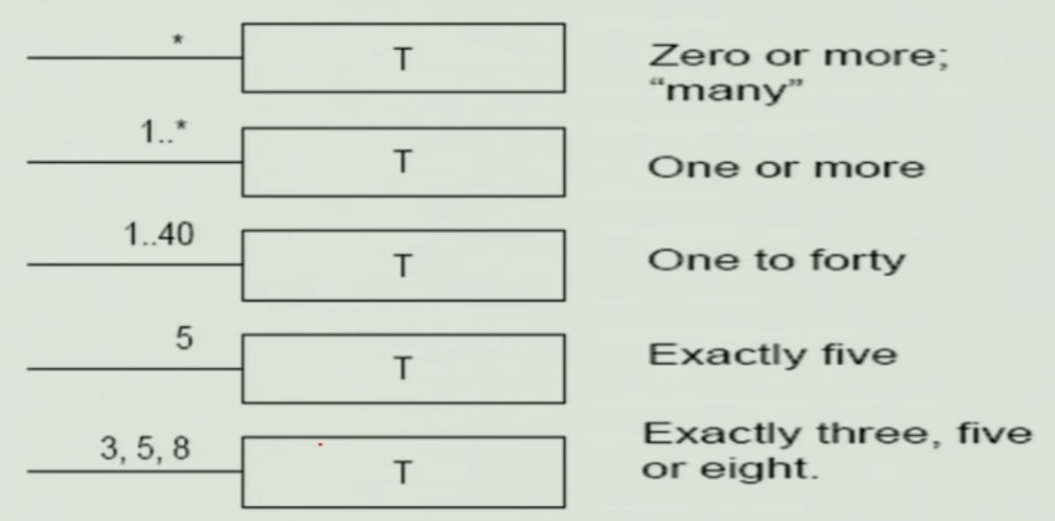 *
T
Zero or more;
“many”
1..*
T
One or more
1..40
T
One to forty
5
T
Exactly five
3, 5, 8
T
Exactly three, five
or eight.